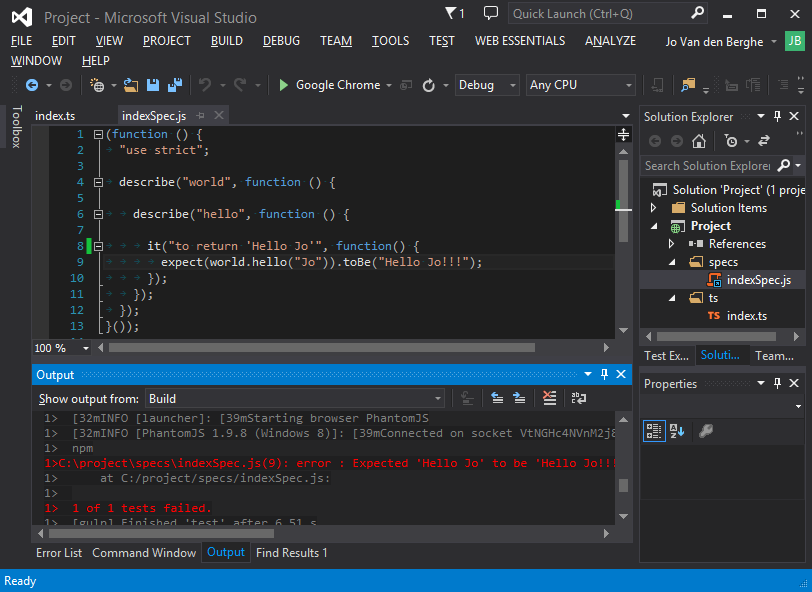 Project - Microsoft Visual Studio
1
Quick Launch (Ctrl+Q)
FILE EDIT VIEW PROJECT BUILD DEBUG TEAM TOOLS TEST WEB ESSENTIALS ANALYZE Jo Van den Berghe JB
WINDOW HELP
Google Chrome Debug Any CPU
Toolbox
index.ts indexSpec.js
1 (function () {
2 "use strict";
3
4 describe("world", function () {
5
6 describe("hello", function () {
7
8 it("to return 'Hello Jo'", function() {
9 expect(world.hello("Jo")).toBe("Hello Jo!!!");
10 });
11 });
12 });
13 }());
100 %
Output
Show output from: Build
1> [32mINFO [launcher]: [39mStarting browser PhantomJS
1> [32mINFO [PhantomJS 1.9.8 (Windows 8)]: [39mConnected on socket VtNGHc4NVnM2j8
1> npm
1>C:\project\specs\indexSpec.js(9): error : Expected 'Hello Jo' to be 'Hello Jo!!!
1> at C:/project/specs/indexSpec.js:
1>
1> 1 of 1 tests failed.
1> [gulp] Finished 'test' after 6.51 s
Error List Command Window Output Find Results 1
Solution Explorer
Search Solution Explorer
Solution 'Project' (1 proje
Solution Items
Project
References
specs
indexSpec.js
ts
TS index.ts
Test Ex... Soluti... Team...
Properties
Ready